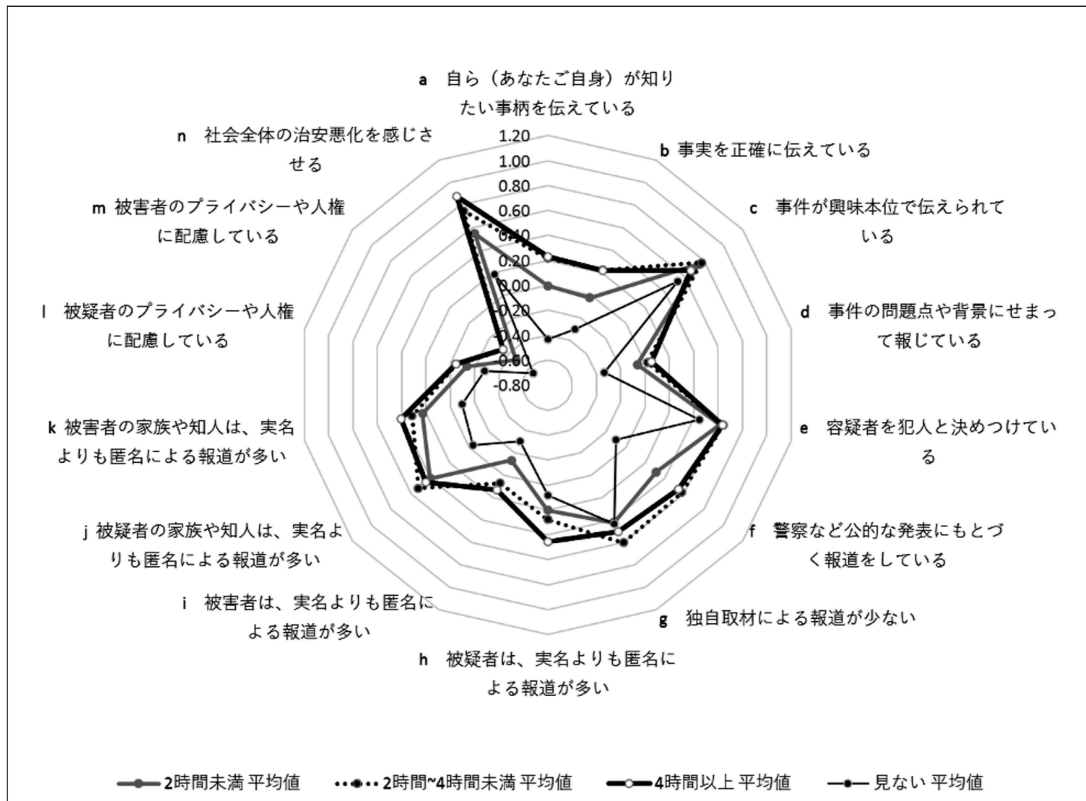 a 自ら（あなたご自身）が知り
たい事柄を伝えている
b 事実を正確に伝えている
c 事件が興味本位で伝えられて
いる
d 事件の問題点や背景にせまっ
て報じている
e 容疑者を犯人と決めつけてい
る
f 警察など公的な発表にもとづ
く報道をしている
g 独自取材による報道が少ない
h 被疑者は、実名よりも匿名に
よる報道が多い
i 被害者は、実名よりも匿名に
よる報道が多い
j 被疑者の家族や知人は、実名よ
りも匿名による報道が多い
k 被害者の家族や知人は、実名
よりも匿名による報道が多い
l 被疑者のプライバシーや人権
に配慮している
m 被害者のプライバシーや人権
に配慮している
n 社会全体の治安悪化を感じさ
せる
1.20
1.00
0.80
0.60
0.40
0.20
0.00
-0.20
-0.40
-0.60
-0.80
2時間未満 平均値
2時間~4時間未満 平均値
4時間以上 平均値
見ない 平均値